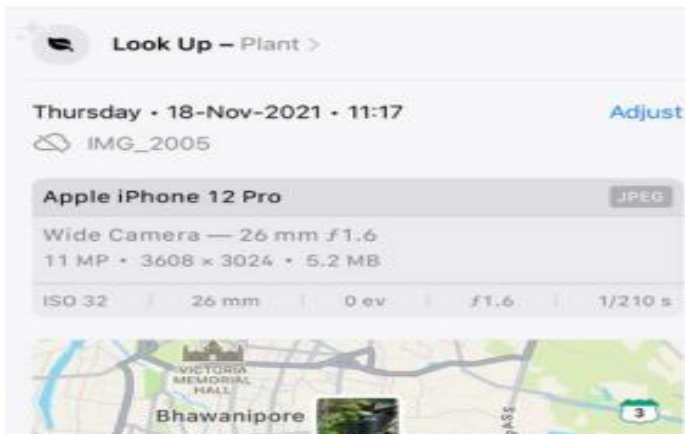 Look Up – Plant >
Thursday • 18-Nov-2021 • 11:17 Adjust
IMG_2005
Apple iPhone 12 Pro JPEG
Wide Camera — 26 mm ƒ1.6
11 MP • 3608 × 3024 • 5.2 MB
ISO 32 26 mm 0 ev ƒ1.6 1/210 s
VICTORIA
MEMORIAL
HALL
Bhawanipore
3